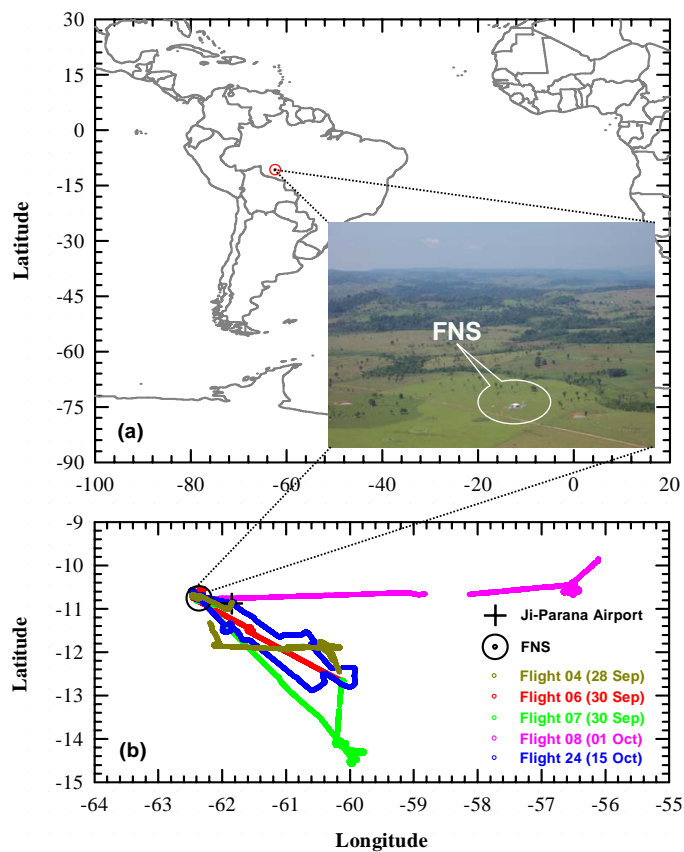 30
15
0
-15
-30
-45
-60
-75
-90
Latitude
FNS
(a)
-100 -80 -60 -40 -20 0 20
-9
-10
-11
-12
-13
-14
-15
Latitude
Ji-Parana Airport
FNS
Flight 04 (28 Sep)
Flight 06 (30 Sep)
Flight 07 (30 Sep)
Flight 08 (01 Oct)
Flight 24 (15 Oct)
(b)
-64 -63 -62 -61 -60 -59 -58 -57 -56 -55
Longitude